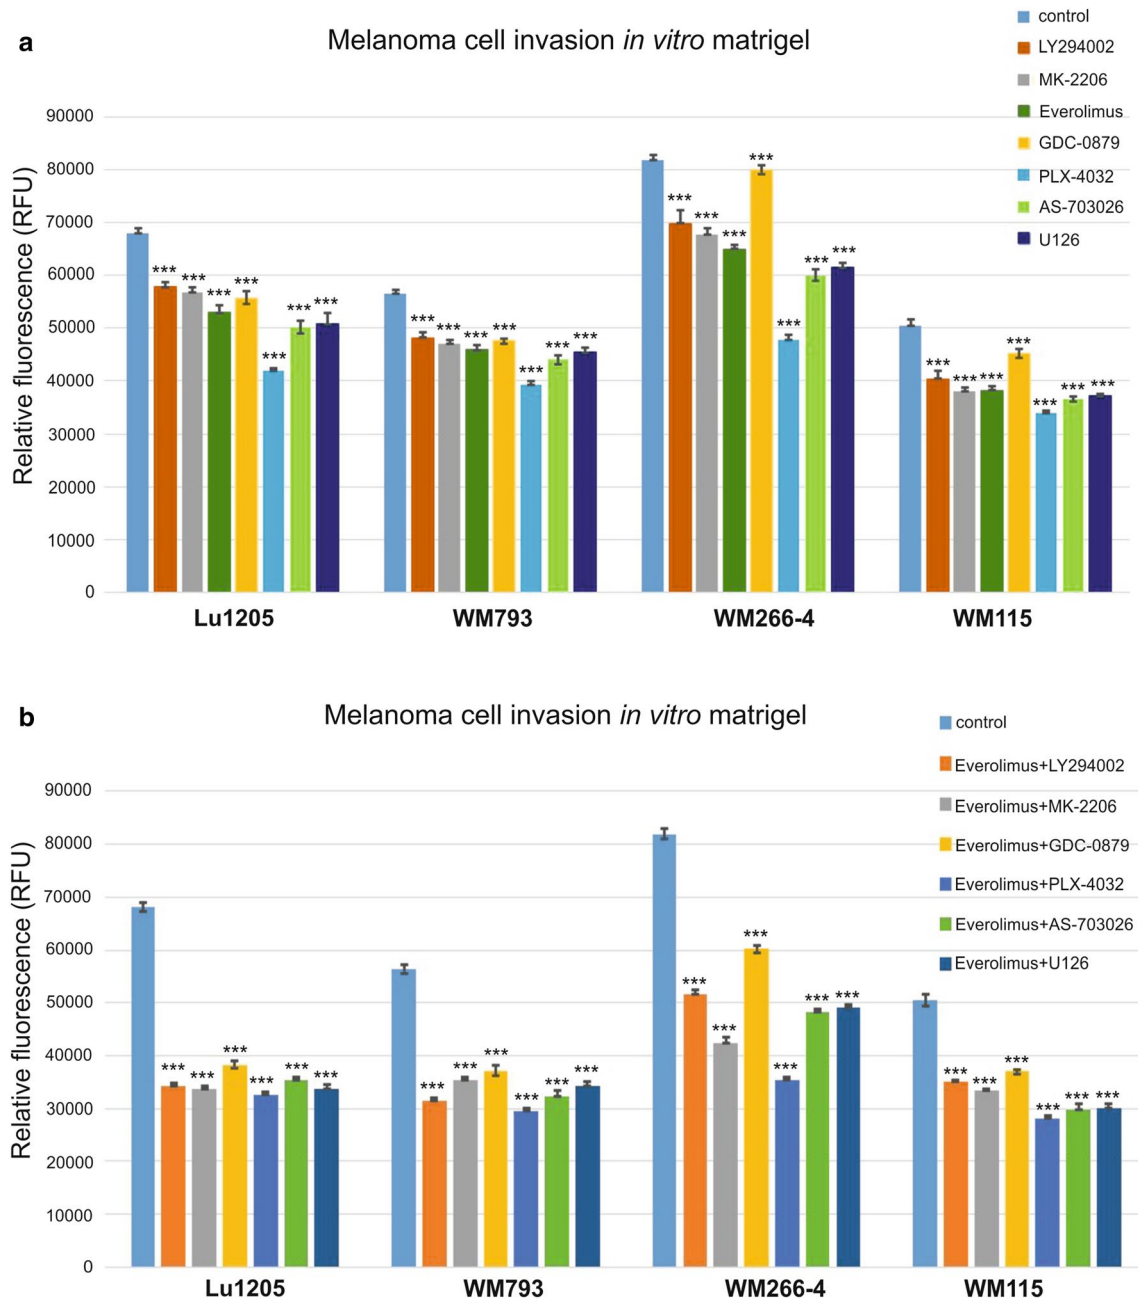 a
Melanoma cell invasion in vitro matrigel
control
LY294002
MK-2206
Everolimus
GDC-0879
PLX-4032
AS-703026
U126
Relative fluorescence (RFU)
90000
80000
70000
60000
50000
40000
30000
20000
10000
0
*** *** *** *** *** *** ***
*** *** *** *** *** *** ***
*** *** *** *** *** *** ***
*** *** *** *** *** *** ***
Lu1205 WM793 WM266-4 WM115
b
Melanoma cell invasion in vitro matrigel
control
Everolimus+LY294002
Everolimus+MK-2206
Everolimus+GDC-0879
Everolimus+PLX-4032
Everolimus+AS-703026
Everolimus+U126
Relative fluorescence (RFU)
90000
80000
70000
60000
50000
40000
30000
20000
10000
0
*** *** *** *** *** ***
*** *** *** *** *** ***
*** *** *** *** *** ***
*** *** *** *** *** ***
Lu1205 WM793 WM266-4 WM115